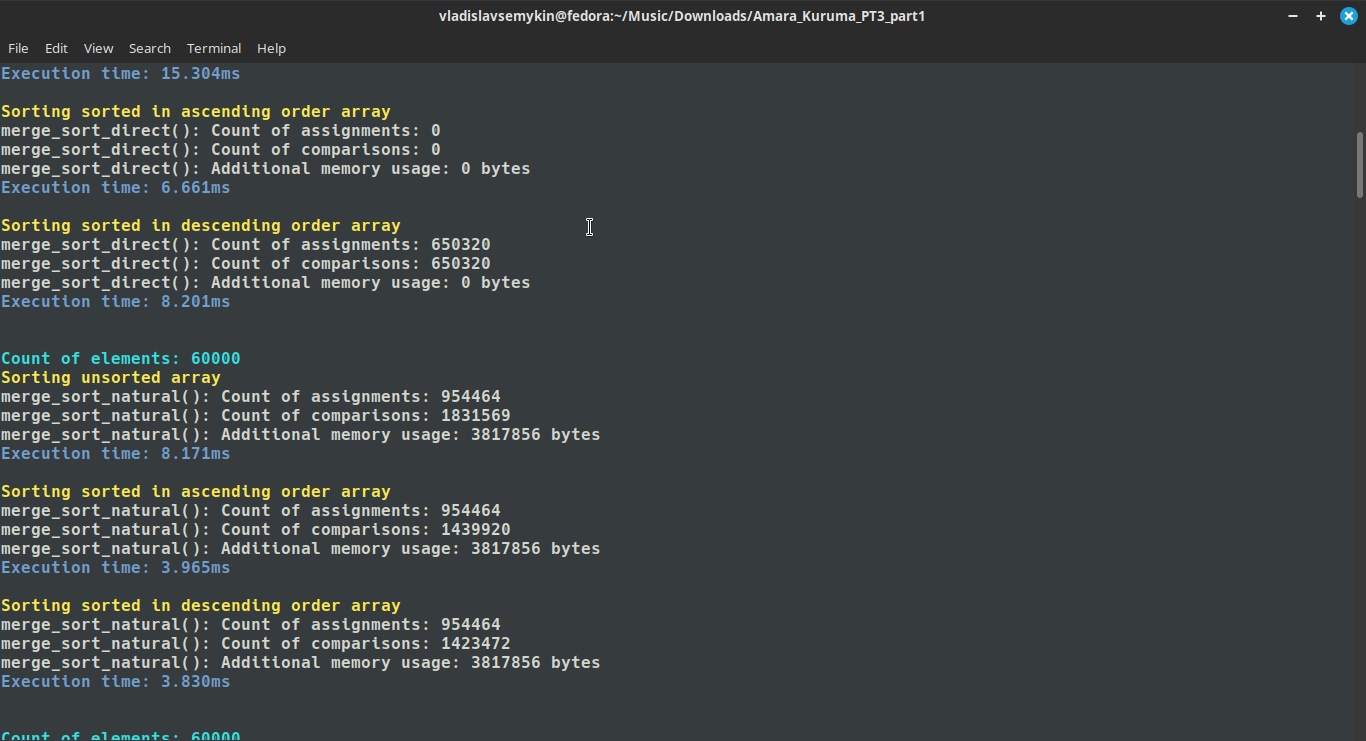 vladislavsemykin@fedora:~/Music/Downloads/Amara_Kuruma_PT3_part1
File Edit View Search Terminal Help
Execution time: 15.304ms
Sorting sorted in ascending order array
merge_sort_direct(): Count of assignments: 0
merge_sort_direct(): Count of comparisons: 0
merge_sort_direct(): Additional memory usage: 0 bytes
Execution time: 6.661ms
Sorting sorted in descending order array
merge_sort_direct(): Count of assignments: 650320
merge_sort_direct(): Count of comparisons: 650320
merge_sort_direct(): Additional memory usage: 0 bytes
Execution time: 8.201ms
Count of elements: 60000
Sorting unsorted array
merge_sort_natural(): Count of assignments: 954464
merge_sort_natural(): Count of comparisons: 1831569
merge_sort_natural(): Additional memory usage: 3817856 bytes
Execution time: 8.171ms
Sorting sorted in ascending order array
merge_sort_natural(): Count of assignments: 954464
merge_sort_natural(): Count of comparisons: 1439920
merge_sort_natural(): Additional memory usage: 3817856 bytes
Execution time: 3.965ms
Sorting sorted in descending order array
merge_sort_natural(): Count of assignments: 954464
merge_sort_natural(): Count of comparisons: 1423472
merge_sort_natural(): Additional memory usage: 3817856 bytes
Execution time: 3.830ms
Count of elements: 60000